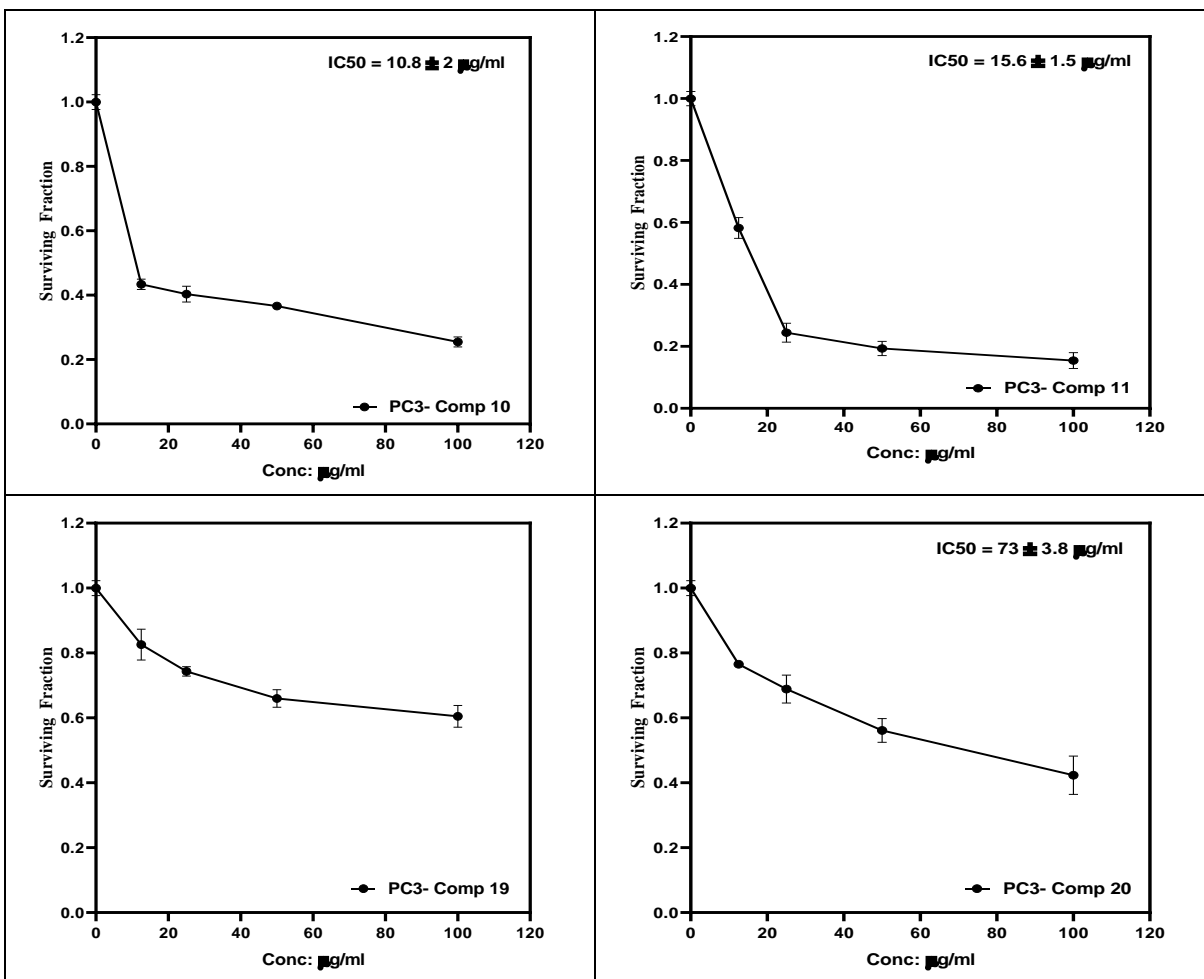 1.2
1.0
0.8
0.6
0.4
0.2
0.0
Surviving Fraction
IC50 = 10.8 ± 2 µg/ml
PC3- Comp 10
0 20 40 60 80 100 120
Conc: µg/ml
1.2
1.0
0.8
0.6
0.4
0.2
0.0
Surviving Fraction
IC50 = 15.6 ± 1.5 µg/ml
PC3- Comp 11
0 20 40 60 80 100 120
Conc: µg/ml
1.2
1.0
0.8
0.6
0.4
0.2
0.0
Surviving Fraction
PC3- Comp 19
0 20 40 60 80 100 120
Conc: µg/ml
1.2
1.0
0.8
0.6
0.4
0.2
0.0
Surviving Fraction
IC50 = 73 ± 3.8 µg/ml
PC3- Comp 20
0 20 40 60 80 100 120
Conc: µg/ml